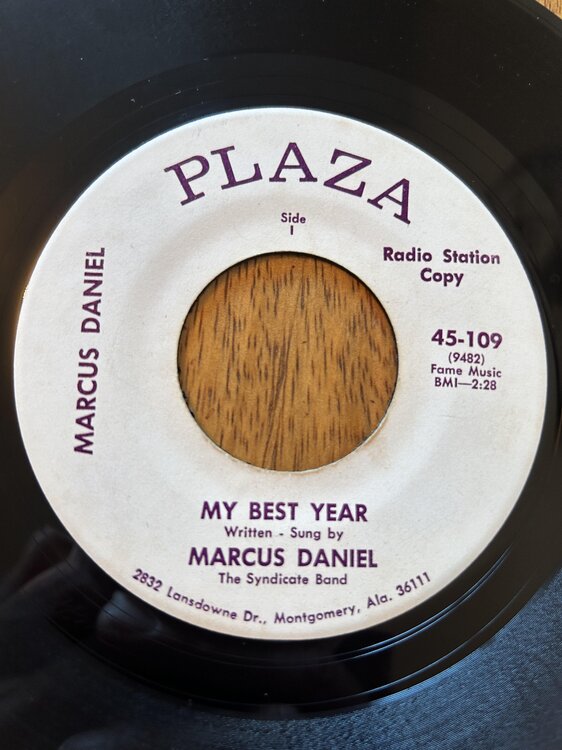 PLAZA
Side
1
Radio Station
Copy
MARCUS DANIEL
45-109
(9482)
Fame Music
BMI—2:28
MY BEST YEAR
Written - Sung by
MARCUS DANIEL
The Syndicate Band
2832 Lansdowne Dr., Montgomery, Ala. 36111